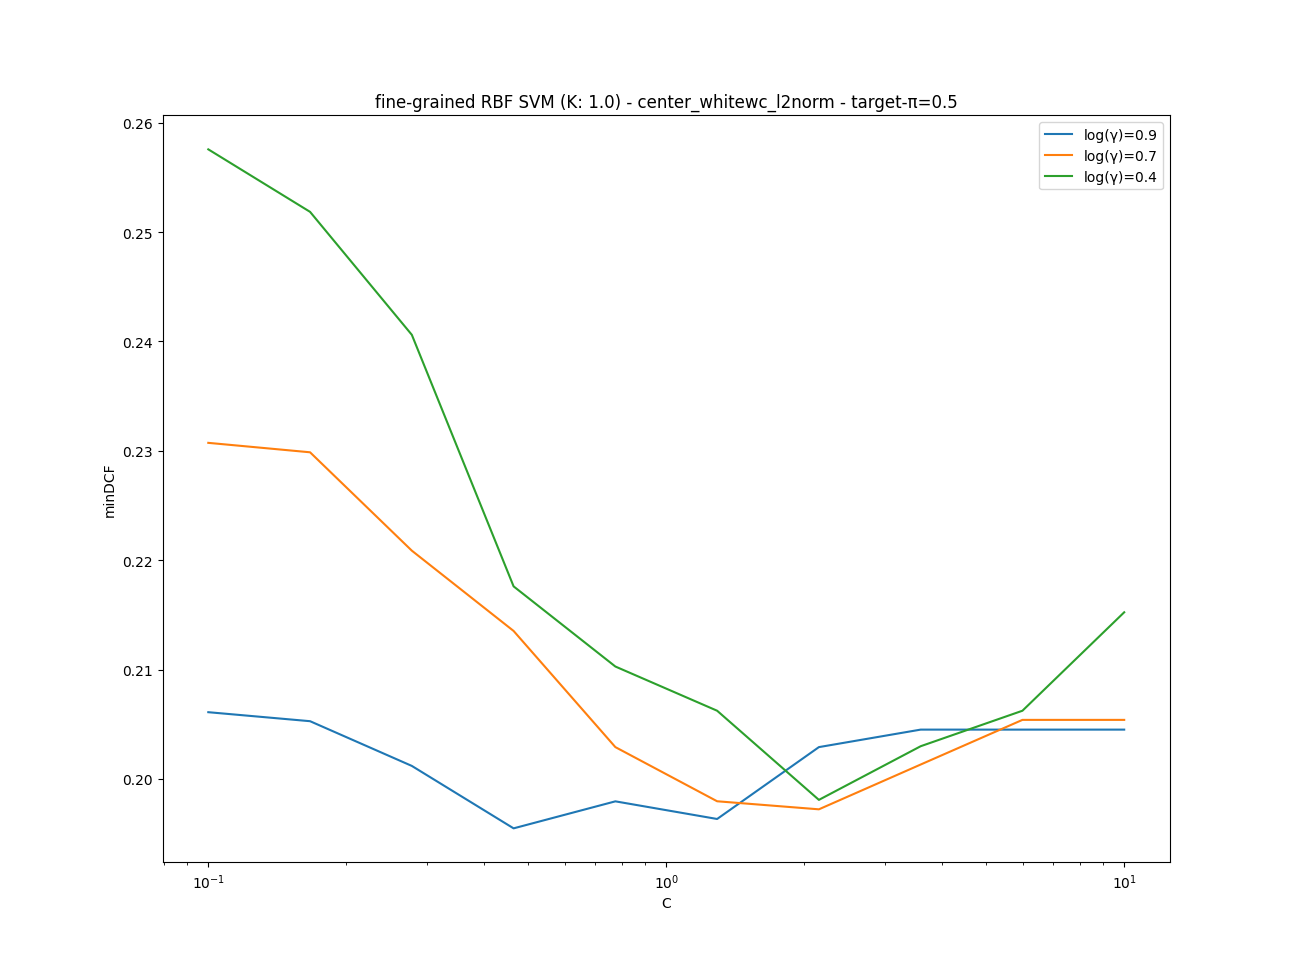 fine-grained RBF SVM (K: 1.0) - center_whitewc_l2norm - target-π=0.5
log(γ)=0.9
log(γ)=0.7
log(γ)=0.4
minDCF
0.26
0.25
0.24
0.23
0.22
0.21
0.20
10⁻¹ 10⁰ 10¹
C